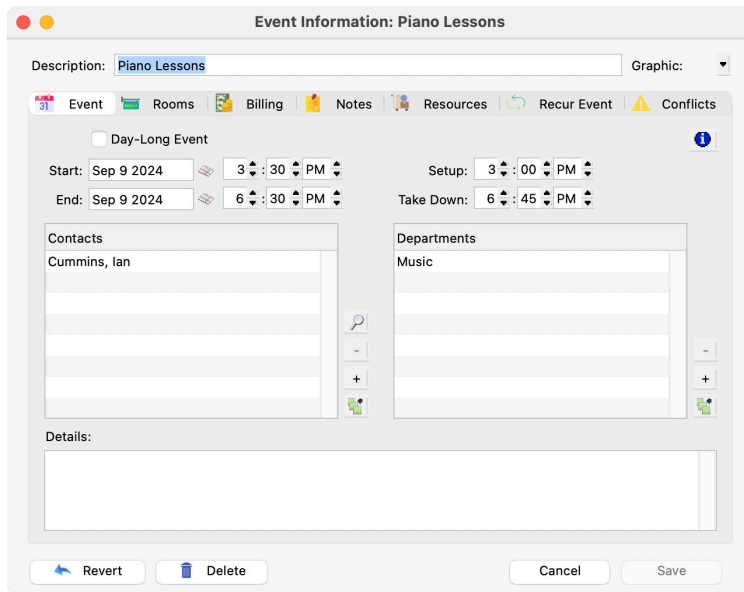 Event Information: Piano Lessons
Description: Piano Lessons Graphic:
31 Event Rooms Billing Notes Resources Recur Event Conflicts
Day-Long Event
Start: Sep 9 2024 3 : 30 PM Setup: 3 : 00 PM
End: Sep 9 2024 6 : 30 PM Take Down: 6 : 45 PM
Contacts Departments
Cummins, Ian Music
-
-
+
+
Details:
Revert Delete Cancel Save